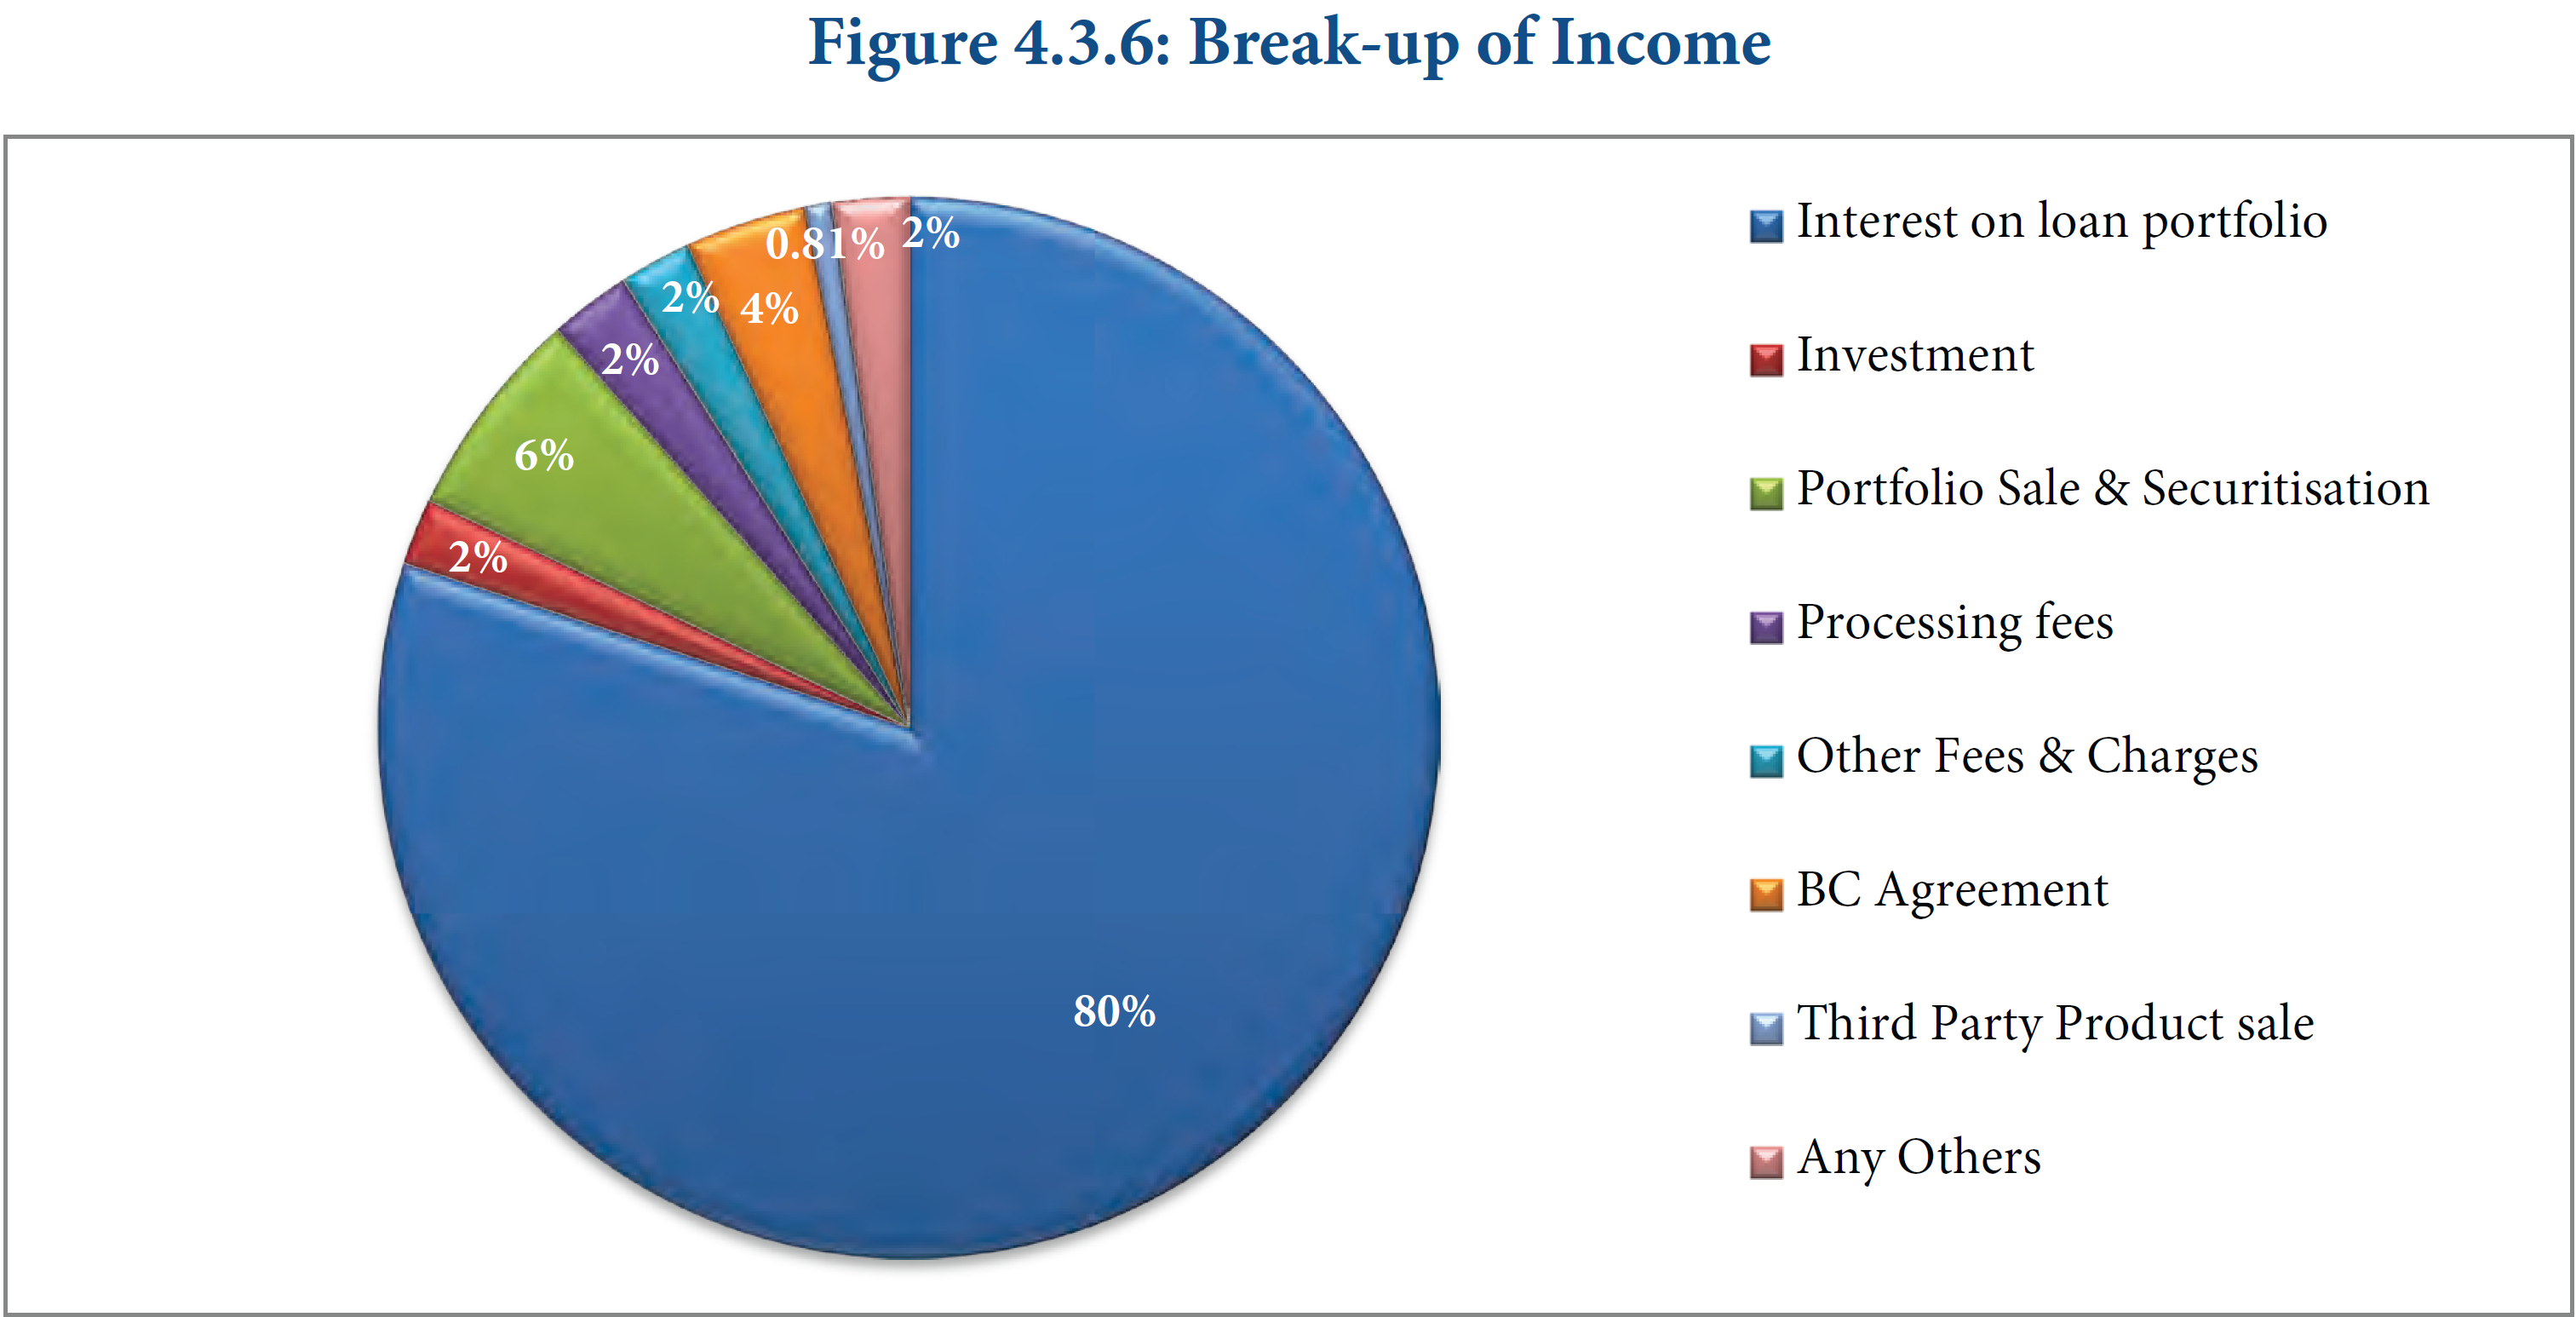 Figure 4.3.6: Break-up of Income
0.81%
2%
2%
4%
2%
6%
2%
80%
Interest on loan portfolio
Investment
Portfolio Sale & Securitisation
Processing fees
Other Fees & Charges
BC Agreement
Third Party Product sale
Any Others